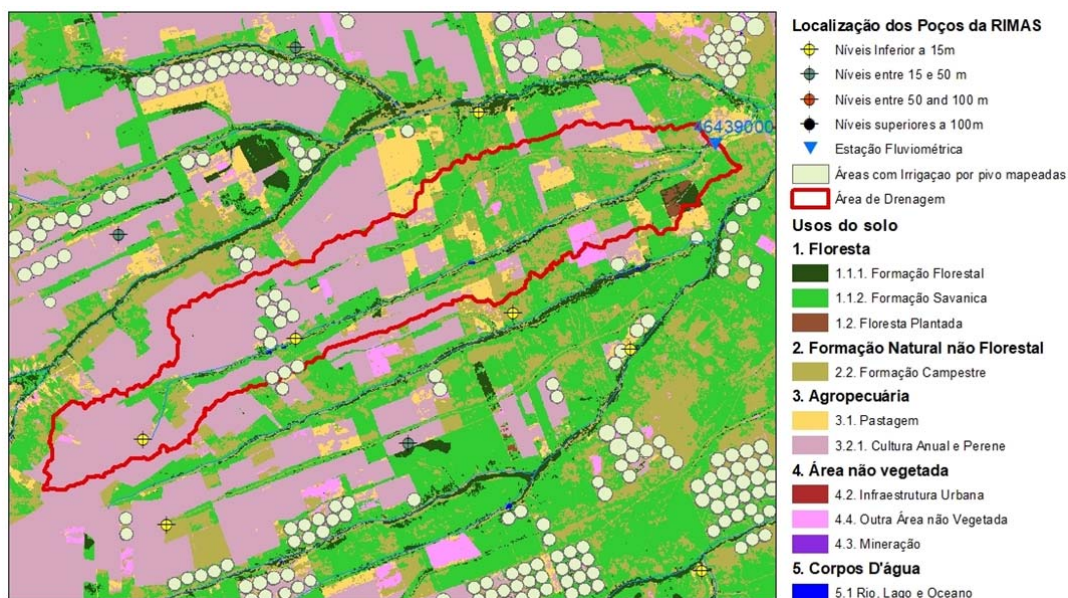 46439000
Localização dos Poços da RIMAS
Níveis Inferior a 15m
Níveis entre 15 e 50 m
Níveis entre 50 and 100 m
Níveis superiores a 100m
Estação Fluviométrica
Áreas com Irrigaçao por pivo mapeadas
Área de Drenagem
Usos do solo
1. Floresta
1.1.1. Formação Florestal
1.1.2. Formação Savanica
1.2. Floresta Plantada
2. Formação Natural não Florestal
2.2. Formação Campestre
3. Agropecuária
3.1. Pastagem
3.2.1. Cultura Anual e Perene
4. Área não vegetada
4.2. Infraestrutura Urbana
4.4. Outra Área não Vegetada
4.3. Mineração
5. Corpos D'água
5.1 Rio, Lago e Oceano